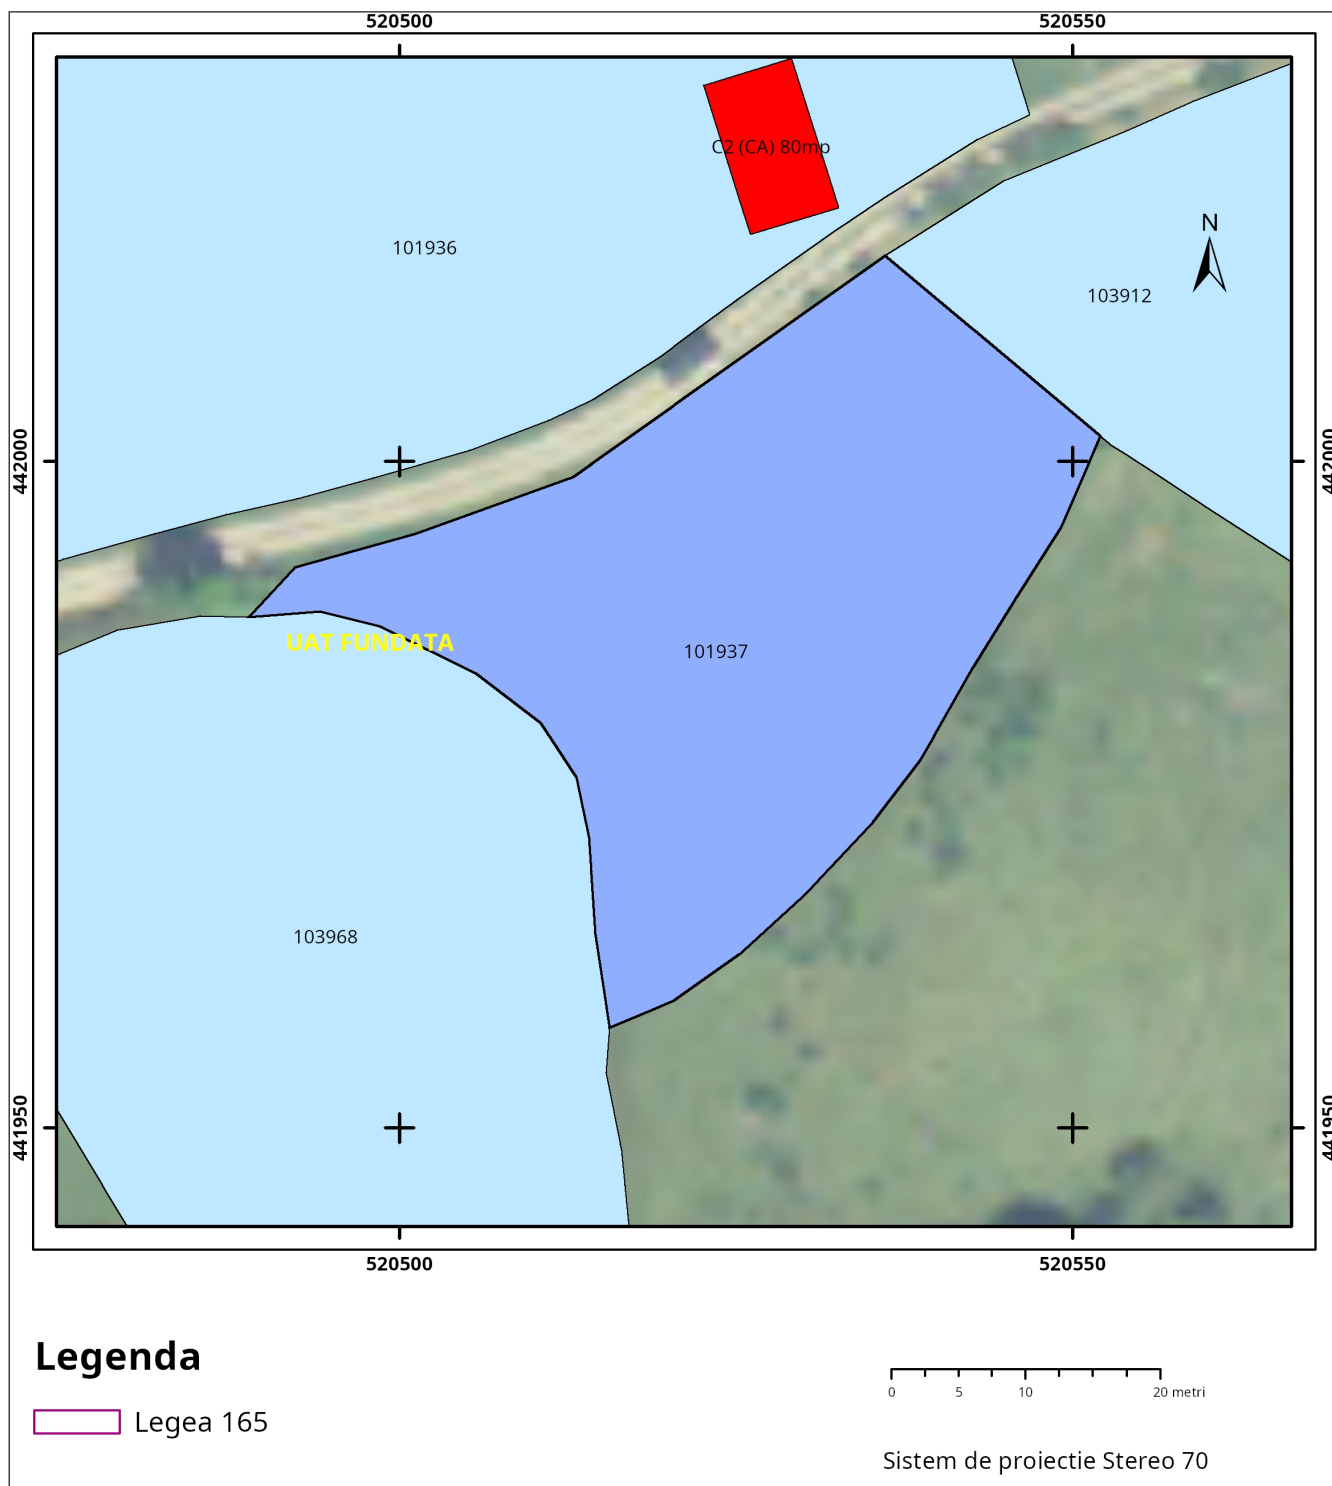 520500
520550
C2 (CA) 80mp
N
101936
103912
442000
442000
UAT FUNDATA
101937
103968
441950
441950
520500
520550
Legenda
Legea 165
0 5 10 20 metri
Sistem de proiectie Stereo 70